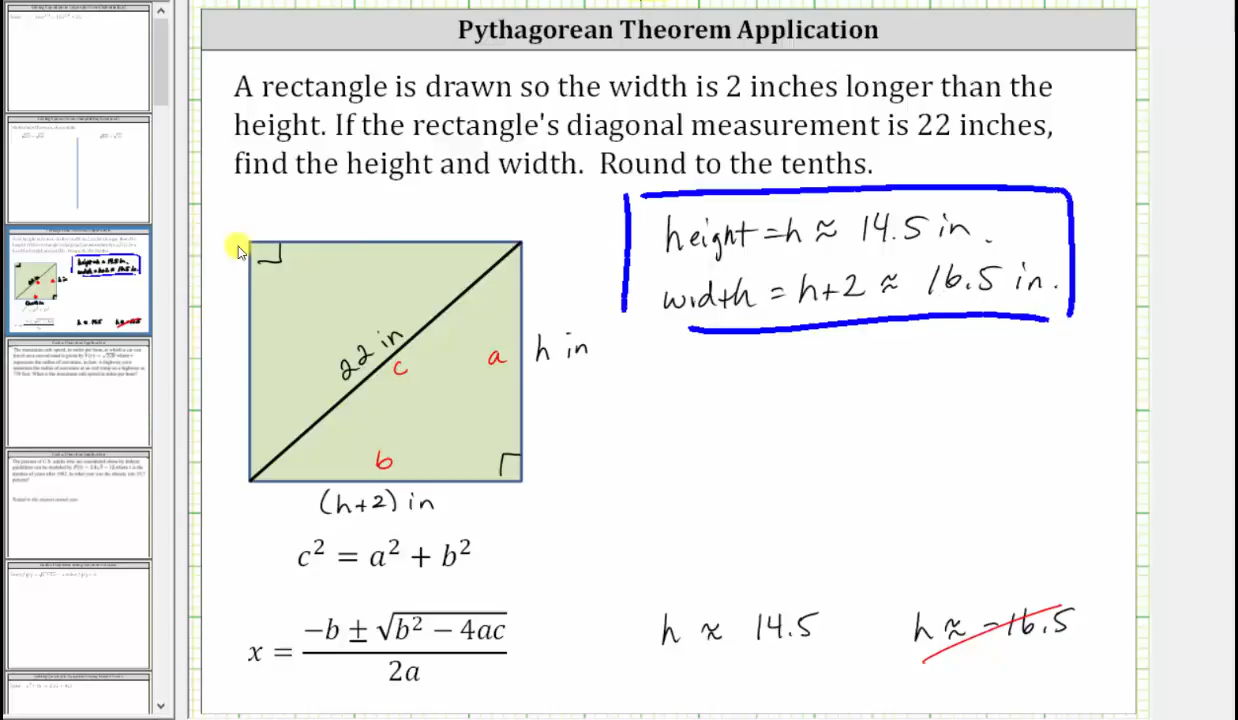 Pythagorean Theorem Application
A rectangle is drawn so the width is 2 inches longer than the
height. If the rectangle's diagonal measurement is 22 inches,
find the height and width. Round to the tenths.
height = h ≈ 14.5 in.
width = h+2 ≈ 16.5 in.
22 in
c
a
h in
b
(h+2) in
c² = a² + b²
x = \frac{-b ± \sqrt{b² − 4ac}}{2a}
h ≈ 14.5
h ≈ -16.5